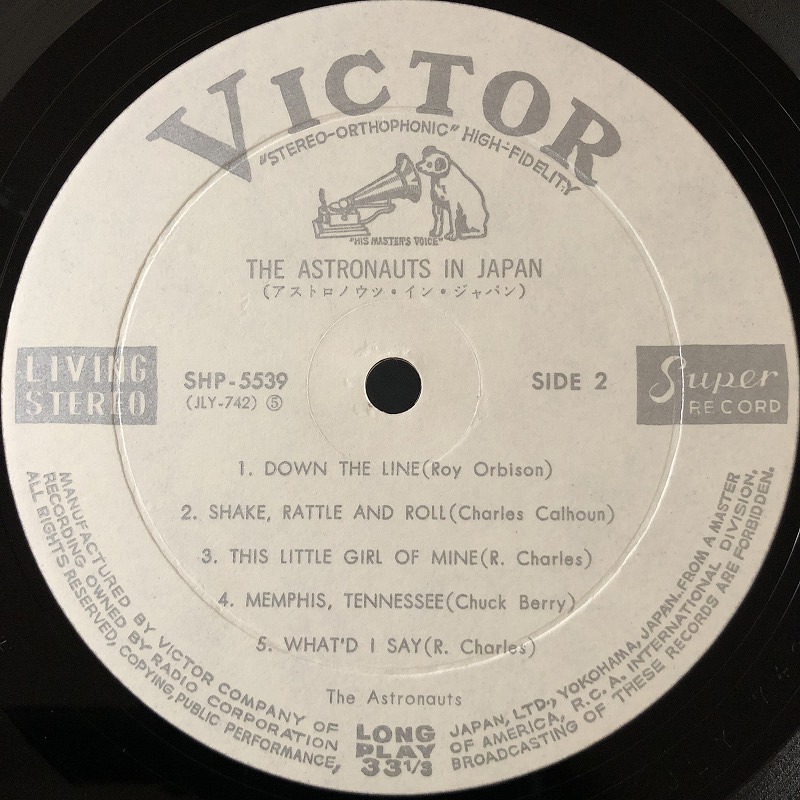 VICTOR
"STEREO-ORTHOPHONIC" HIGH-FIDELITY
"HIS MASTER'S VOICE"
THE ASTRONAUTS IN JAPAN
(アストロノウツ・イン・ジャパン)
LIVING
STEREO
SHP-5539
(JLY-742) ⑤
SIDE 2
Super
RECORD
1. DOWN THE LINE(Roy Orbison)
2. SHAKE, RATTLE AND ROLL(Charles Calhoun)
3. THIS LITTLE GIRL OF MINE(R. Charles)
4. MEMPHIS, TENNESSEE(Chuck Berry)
5. WHAT'D I SAY(R. Charles)
The Astronauts
LONG
PLAY
33 1/3
MANUFACTURED BY VICTOR COMPANY OF JAPAN, LTD., YOKOHAMA, JAPAN. FROM A MASTER
RECORDING OWNED BY RADIO CORPORATION OF AMERICA, R.C.A. INTERNATIONAL DIVISION,
ALL RIGHTS RESERVED, COPYING, PUBLIC PERFORMANCE, BROADCASTING OF THESE RECORDS ARE FORBIDDEN.